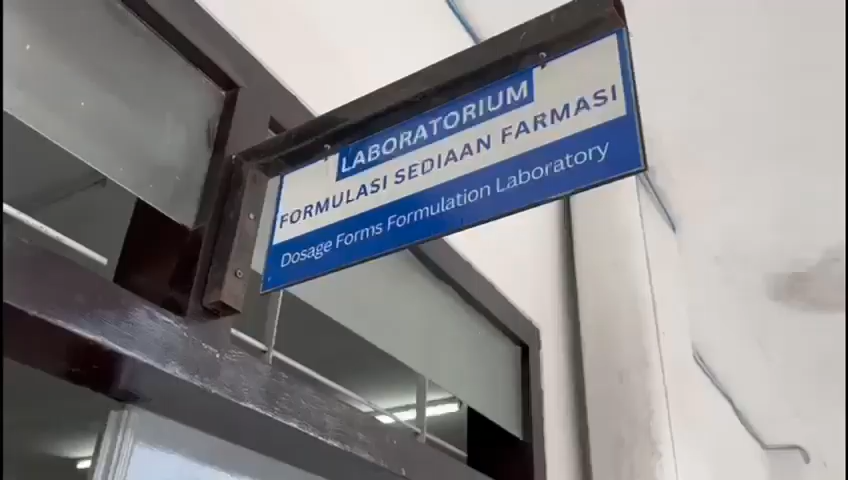 LABORATORIUM
FORMULASI SEDIAAN FARMASI
Dosage Forms Formulation Laboratory